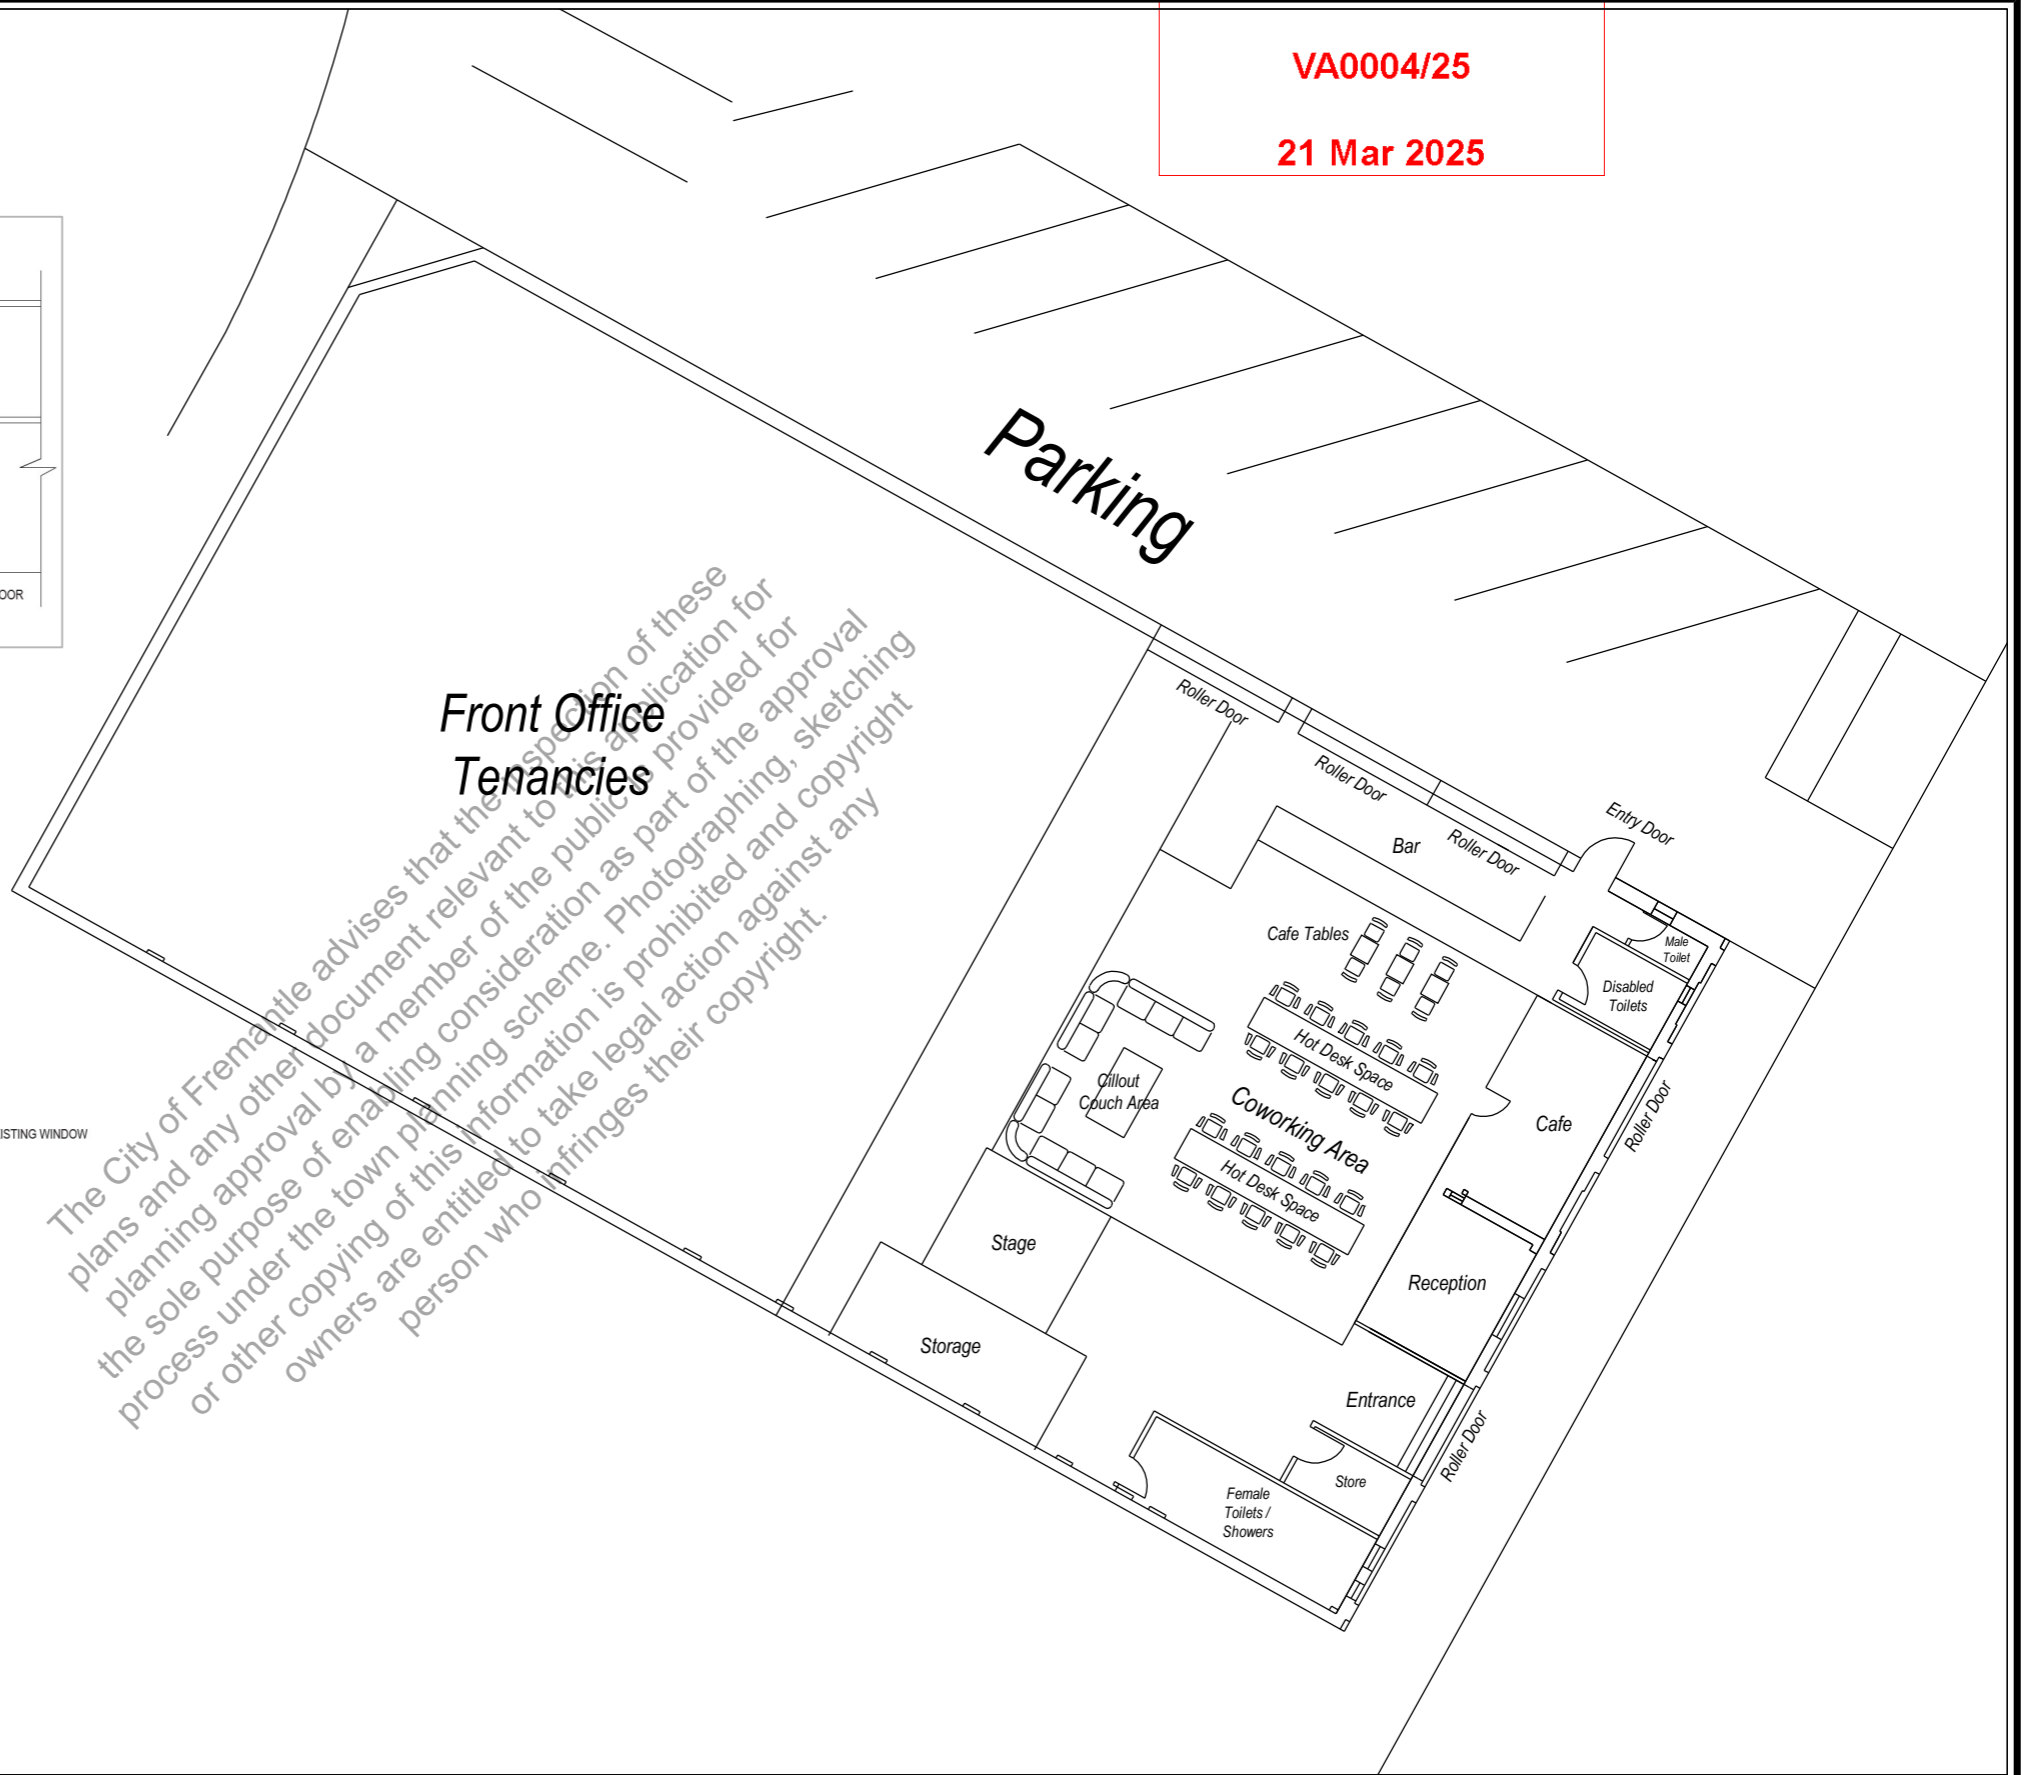 VA0004/25
21 Mar 2025
Parking
OOR
Front Office
Tenancies
The City of Fremantle advises that the inspection of these
plans and any other document relevant to this application for
planning approval by a member of the public is provided for
the sole purpose of enabling consideration as part of the approval
process under the town planning scheme. Photographing, sketching
or other copying of this information is prohibited and copyright
owners are entitled to take legal action against any
person who infringes their copyright.
ISTING WINDOW
Roller Door
Roller Door
Roller Door
Entry Door
Bar
Cafe Tables
Male
Toilet
Disabled
Toilets
Hot Desk Space
Cillout
Couch Area
Coworking Area
Cafe
Roller Door
Hot Desk Space
Stage
Reception
Storage
Entrance
Roller Door
Store
Female
Toilets /
Showers